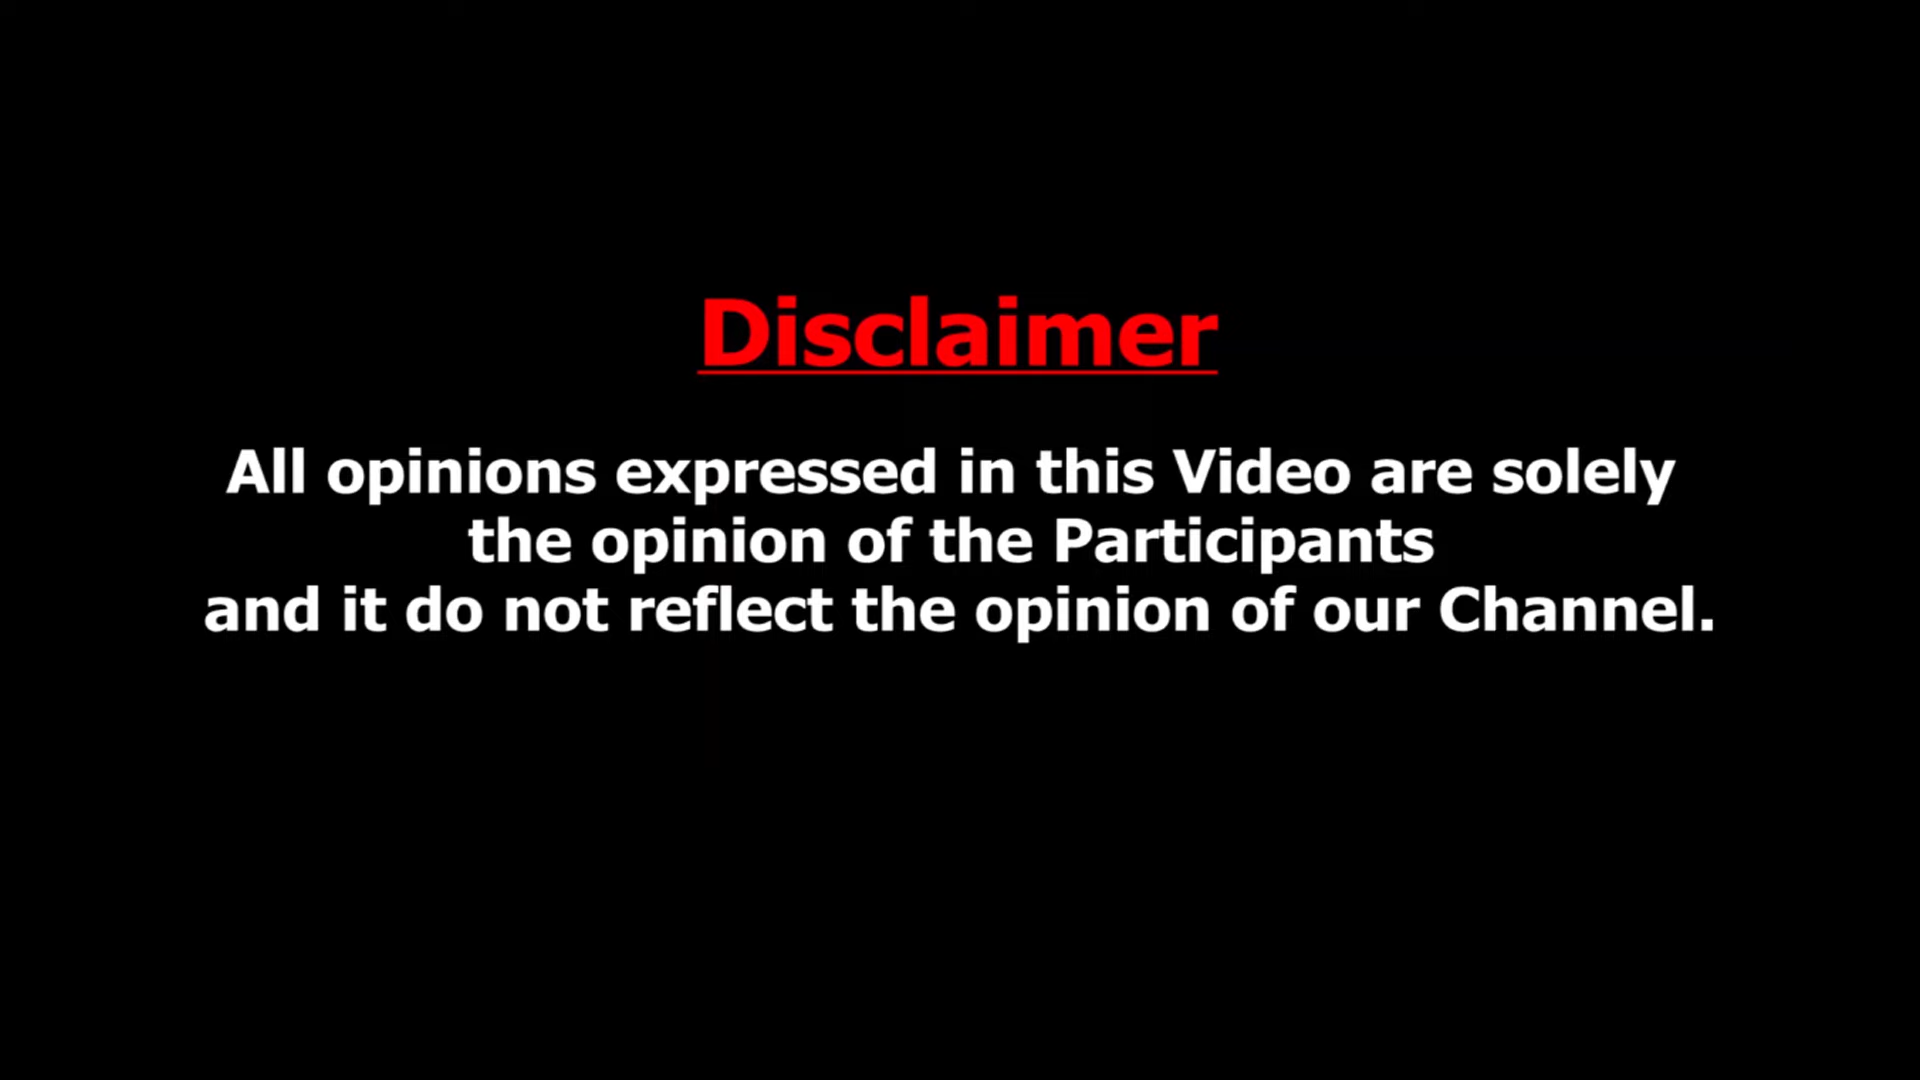 Disclaimer
All opinions expressed in this Video are solely
the opinion of the Participants
and it do not reflect the opinion of our Channel.